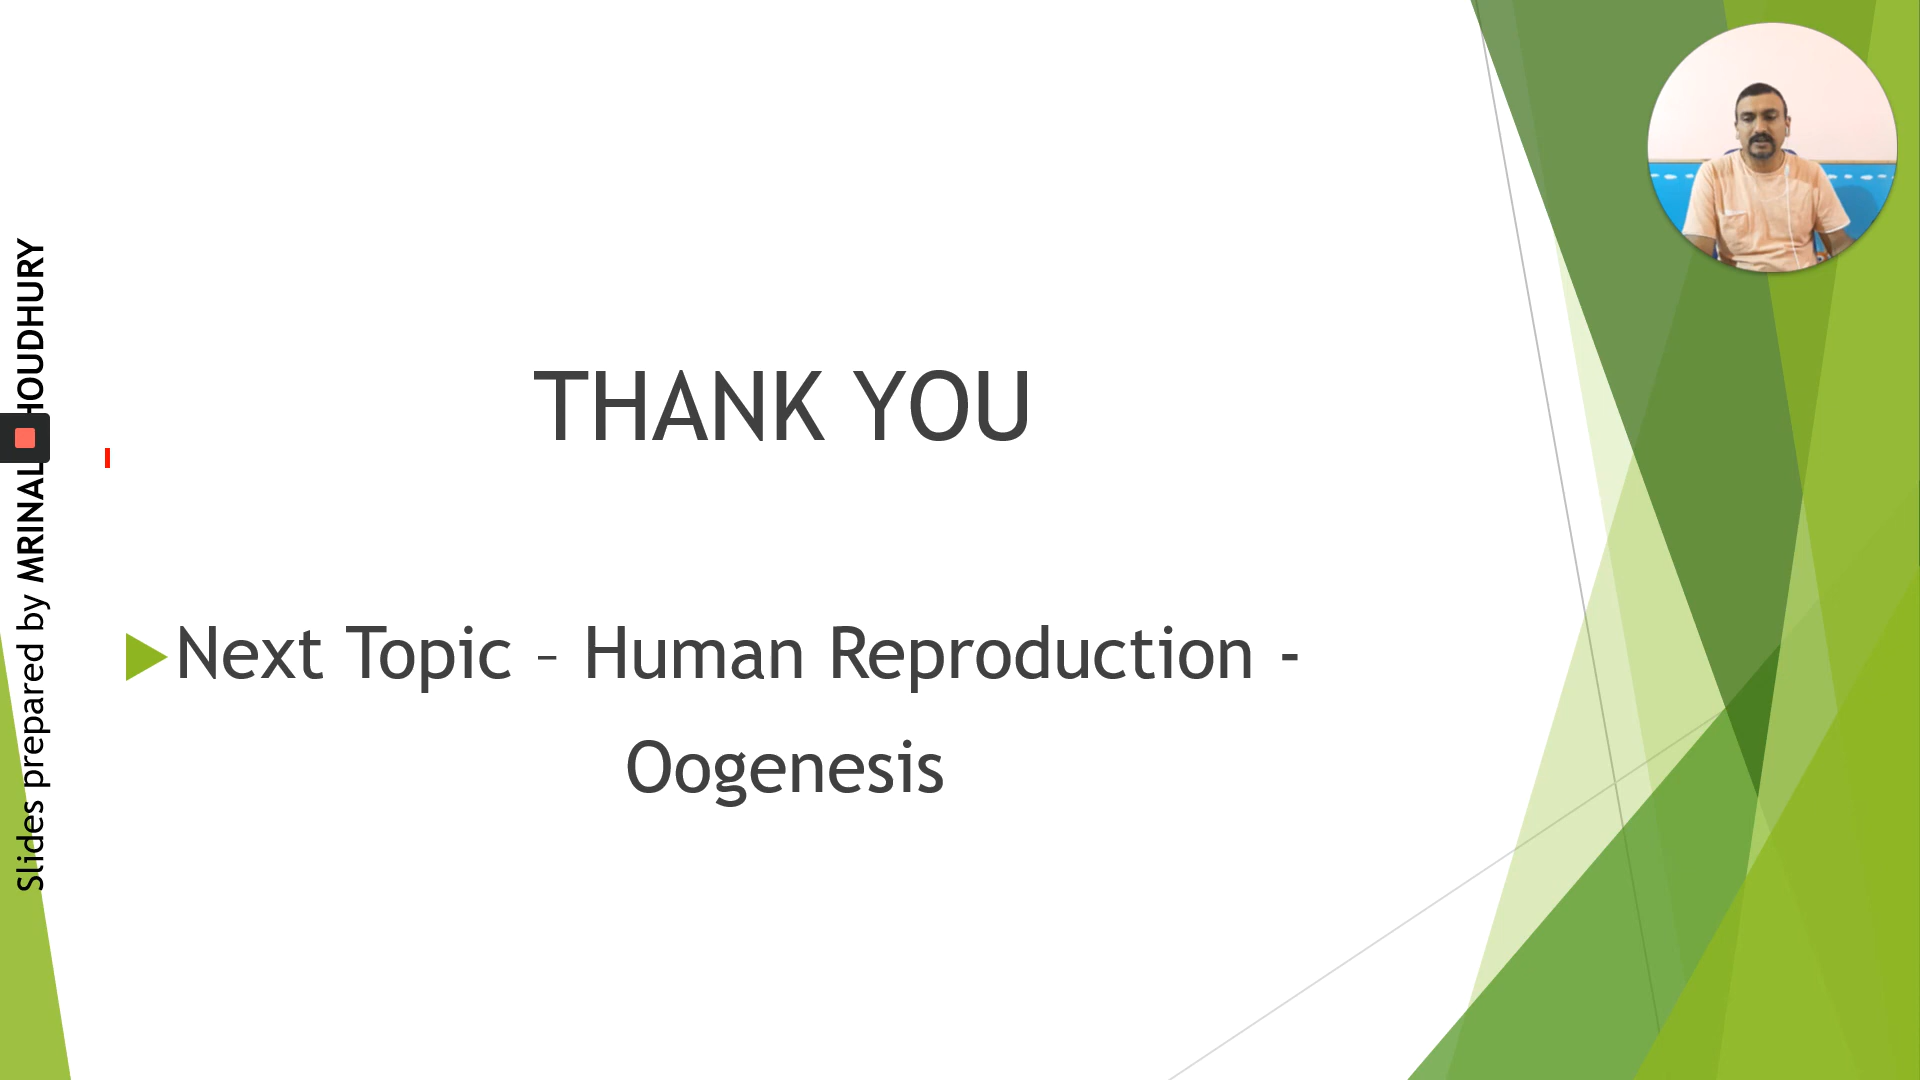 THANK YOU
Next Topic – Human Reproduction -
Oogenesis
Slides prepared by MRINAL HOUDHURY